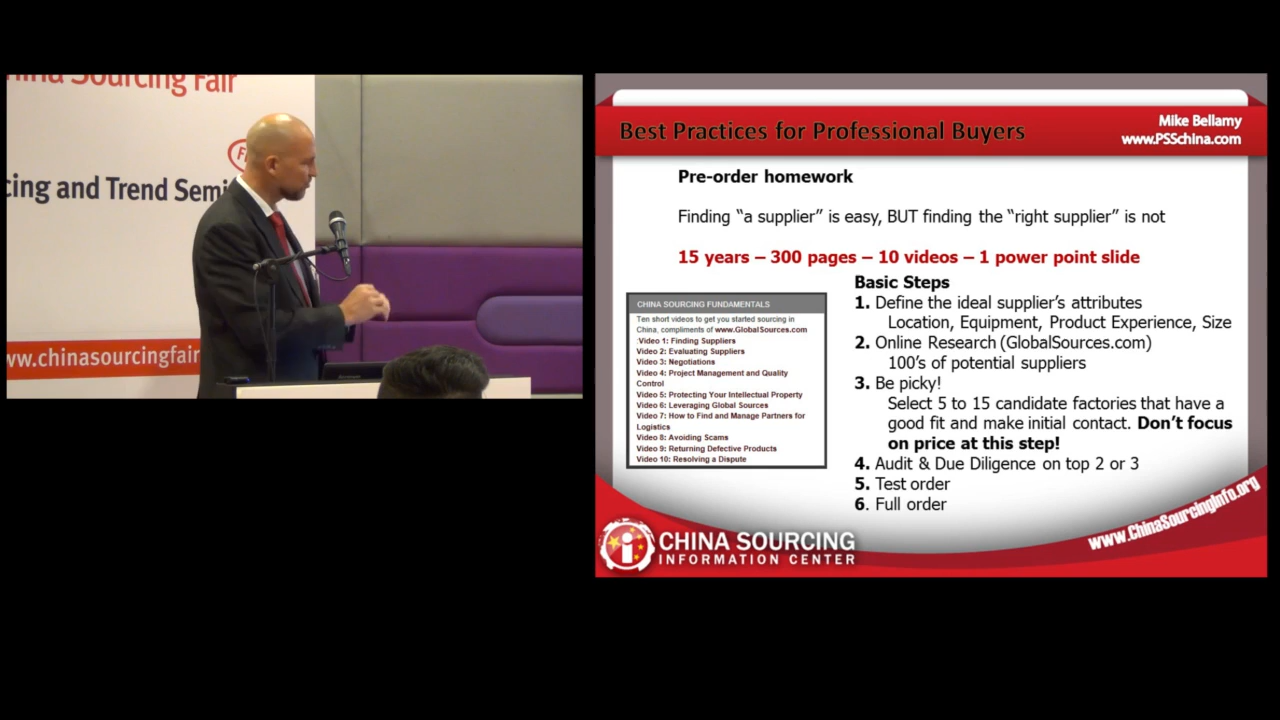 hina Sourcing Fair
cing and Trend Semi
ww.chinasourcingfair
Best Practices for Professional Buyers
Mike Bellamy
www.PSSchina.com
Pre-order homework
Finding “a supplier” is easy, BUT finding the “right supplier” is not
15 years – 300 pages – 10 videos – 1 power point slide
CHINA SOURCING FUNDAMENTALS
Ten short videos to get you started sourcing in
China, compliments of www.GlobalSources.com
Video 1: Finding Suppliers
Video 2: Evaluating Suppliers
Video 3: Negotiations
Video 4: Project Management and Quality
Control
Video 5: Protecting Your Intellectual Property
Video 6: Leveraging Global Sources
Video 7: How to Find and Manage Partners for
Logistics
Video 8: Avoiding Scams
Video 9: Returning Defective Products
Video 10: Resolving a Dispute
Basic Steps
1. Define the ideal supplier’s attributes
Location, Equipment, Product Experience, Size
2. Online Research (GlobalSources.com)
100’s of potential suppliers
3. Be picky!
Select 5 to 15 candidate factories that have a
good fit and make initial contact. Don’t focus
on price at this step!
4. Audit & Due Diligence on top 2 or 3
5. Test order
6. Full order
CHINA SOURCING
INFORMATION CENTER
www.ChinaSourcingInfo.org